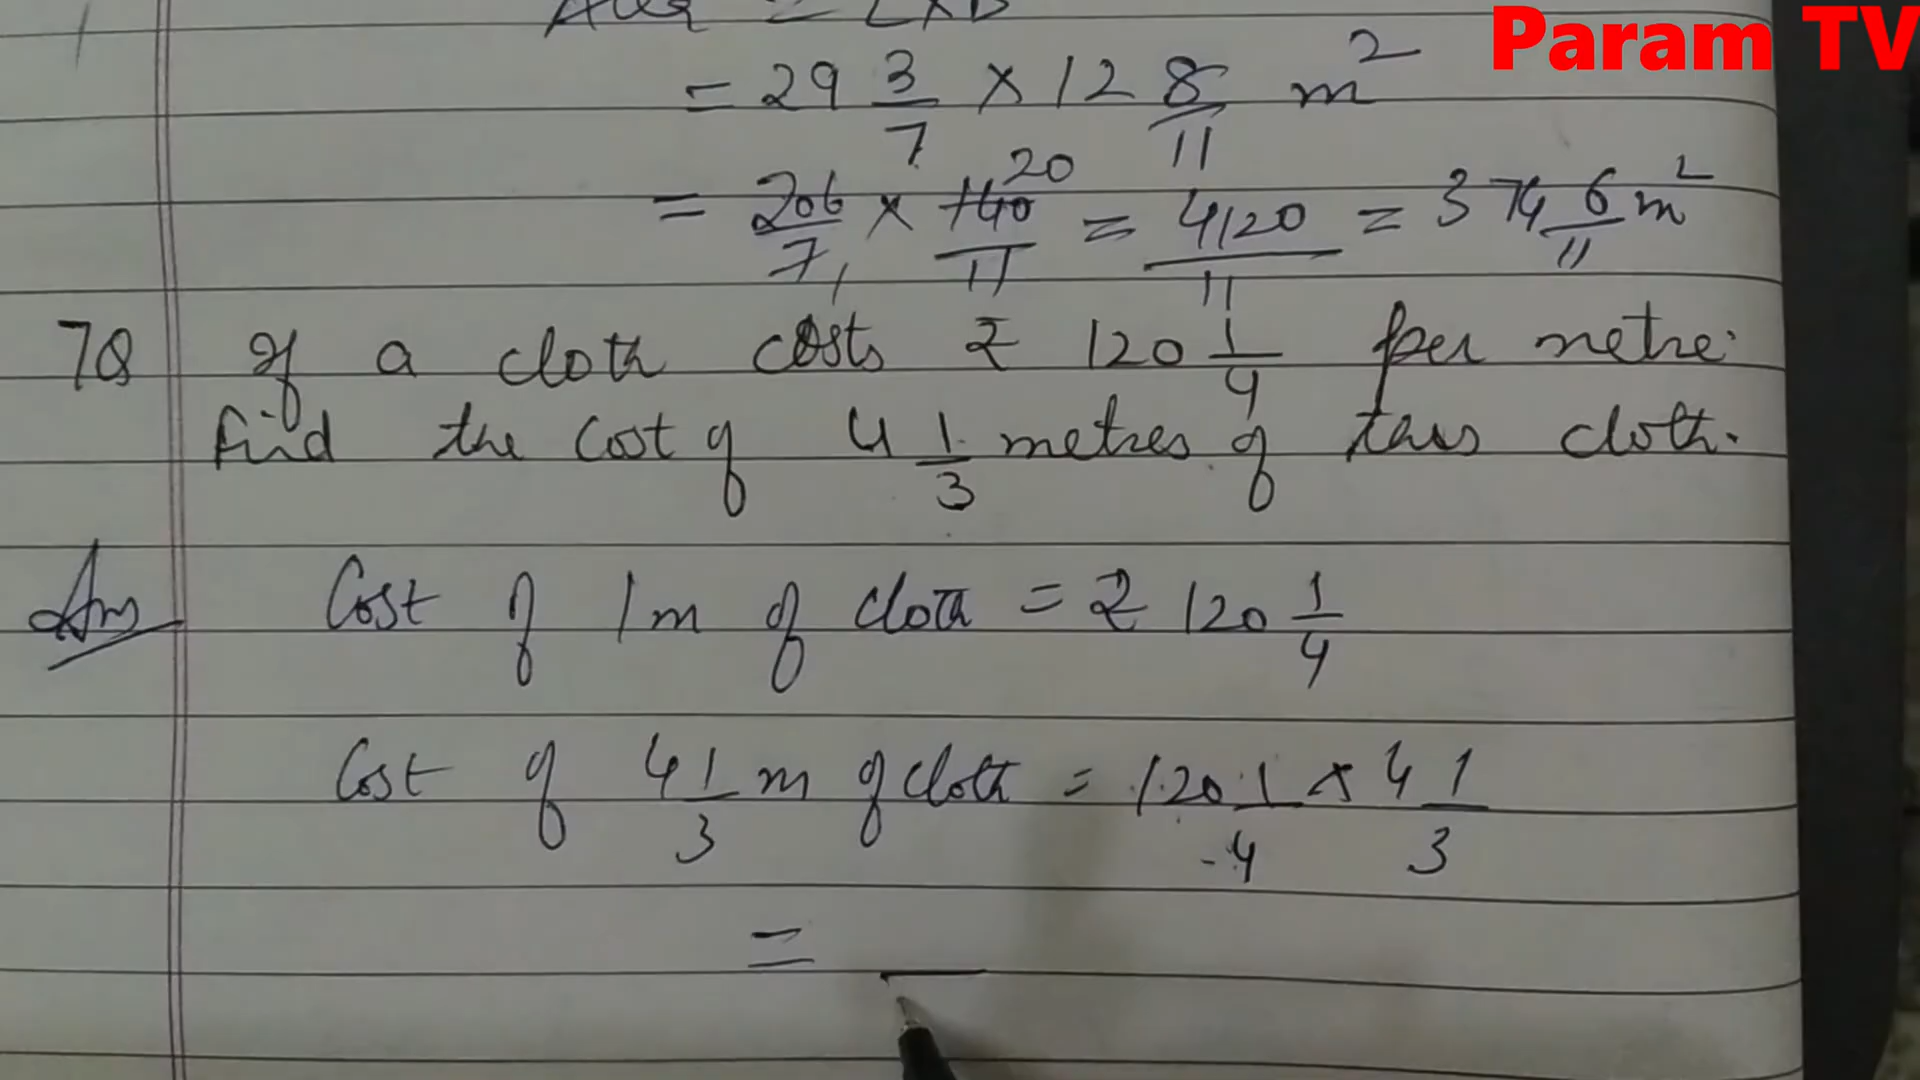 Param TV
Area = L×B
= 29 3/7 × 12 8/11 m²
= 206/7, × 140/11 20 = 4120/11 = 374 6/11 m²
7Q If a cloth costs ₹ 120 1/4 per metre.
find the cost of 4 1/3 metres of this cloth.
Ans Cost of 1m of cloth = ₹ 120 1/4
Cost of 4 1/3 m of cloth = 120 1/4 × 4 1/3
=